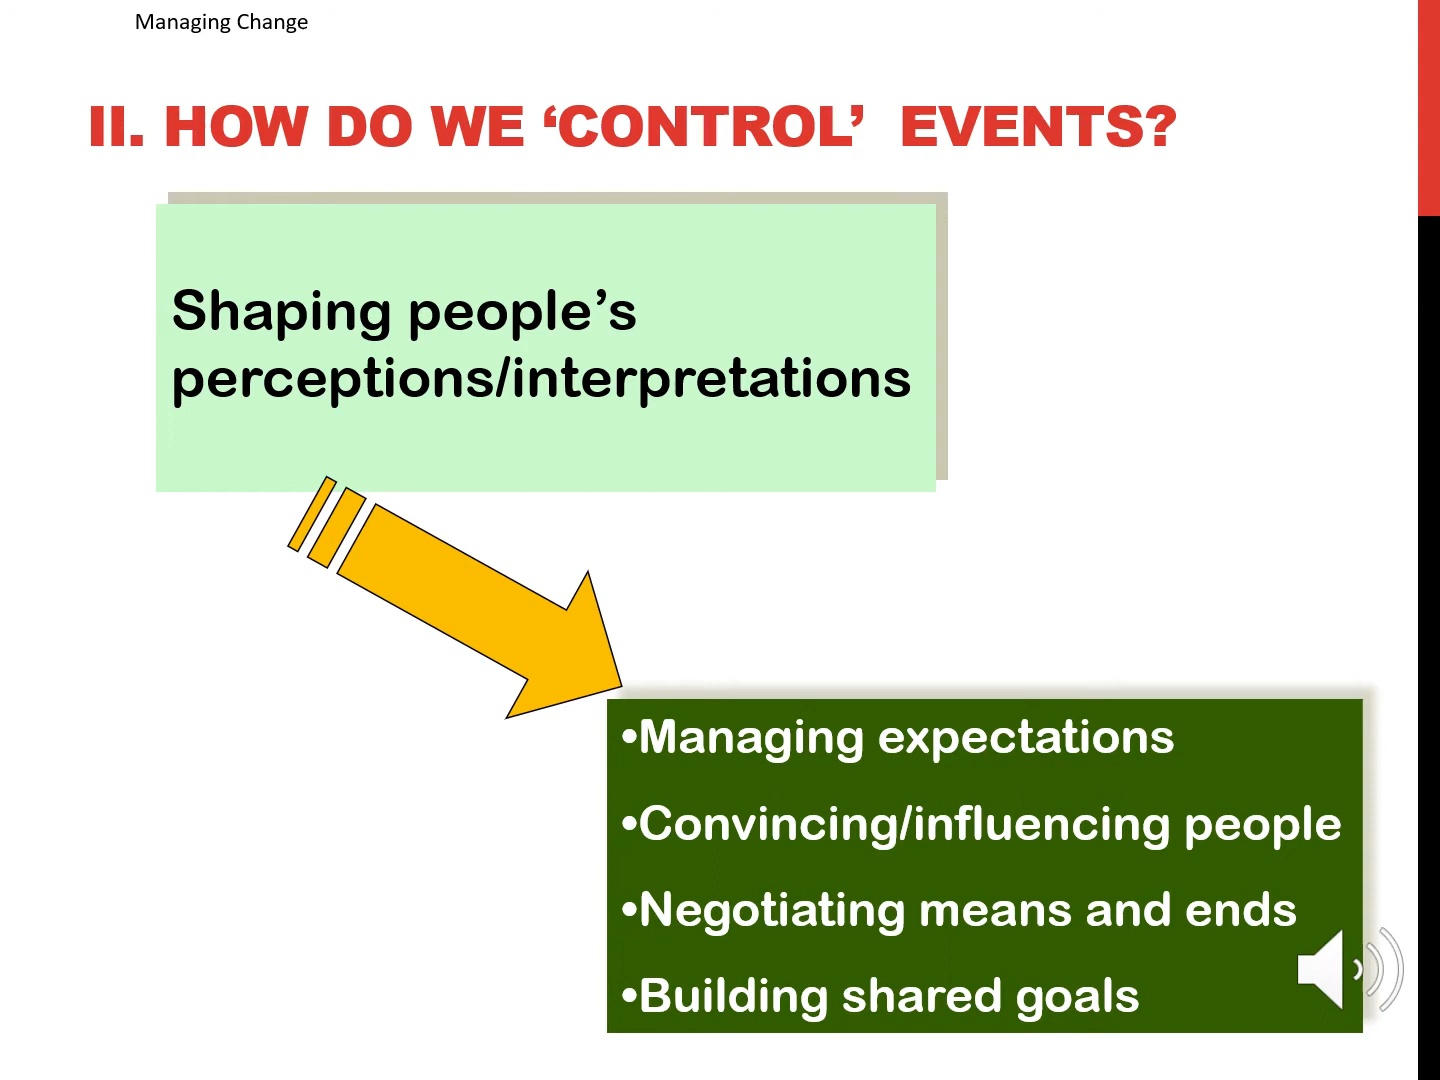 Managing Change
II. HOW DO WE ‘CONTROL’ EVENTS?
Shaping people’s
perceptions/interpretations
•Managing expectations
•Convincing/influencing people
•Negotiating means and ends
•Building shared goals